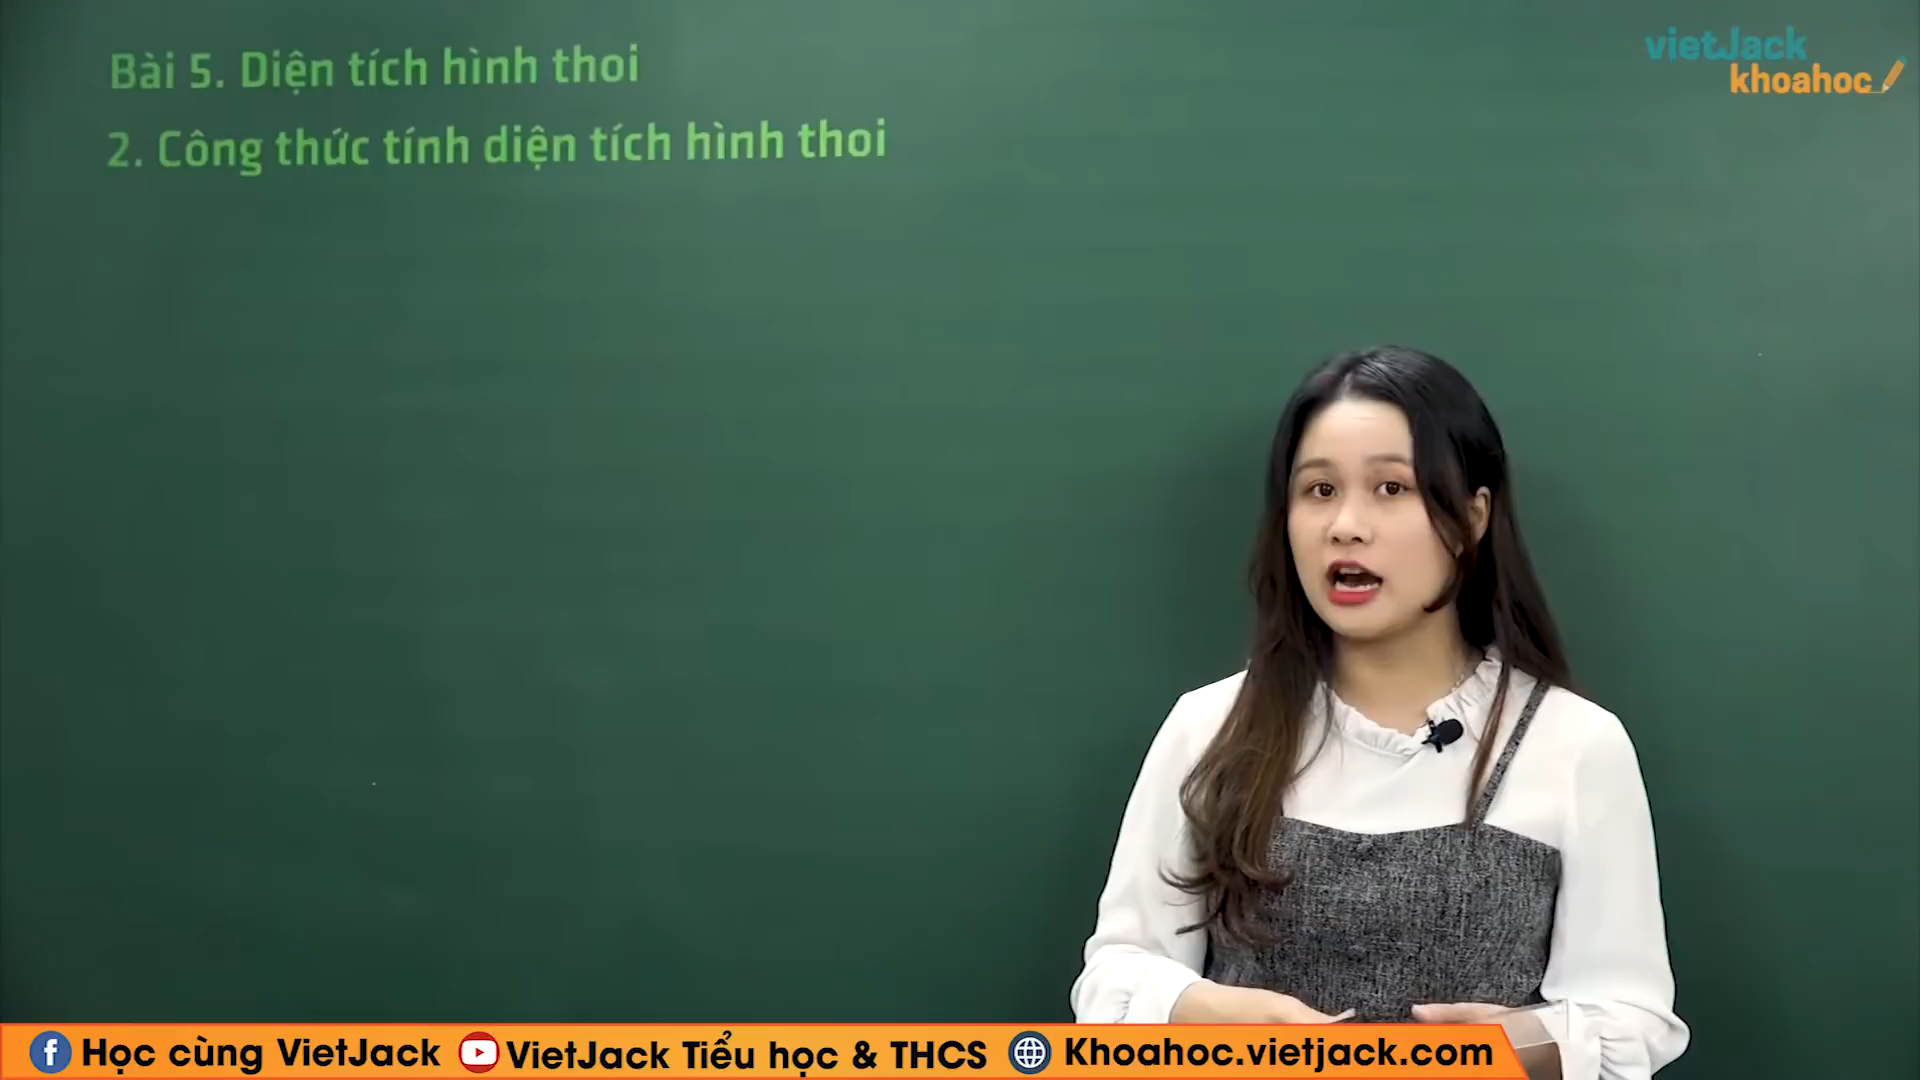 Bài 5. Diện tích hình thoi
2. Công thức tính diện tích hình thoi
vietJack
khoahoc
Học cùng VietJack
VietJack Tiểu học & THCS
Khoahoc.vietjack.com